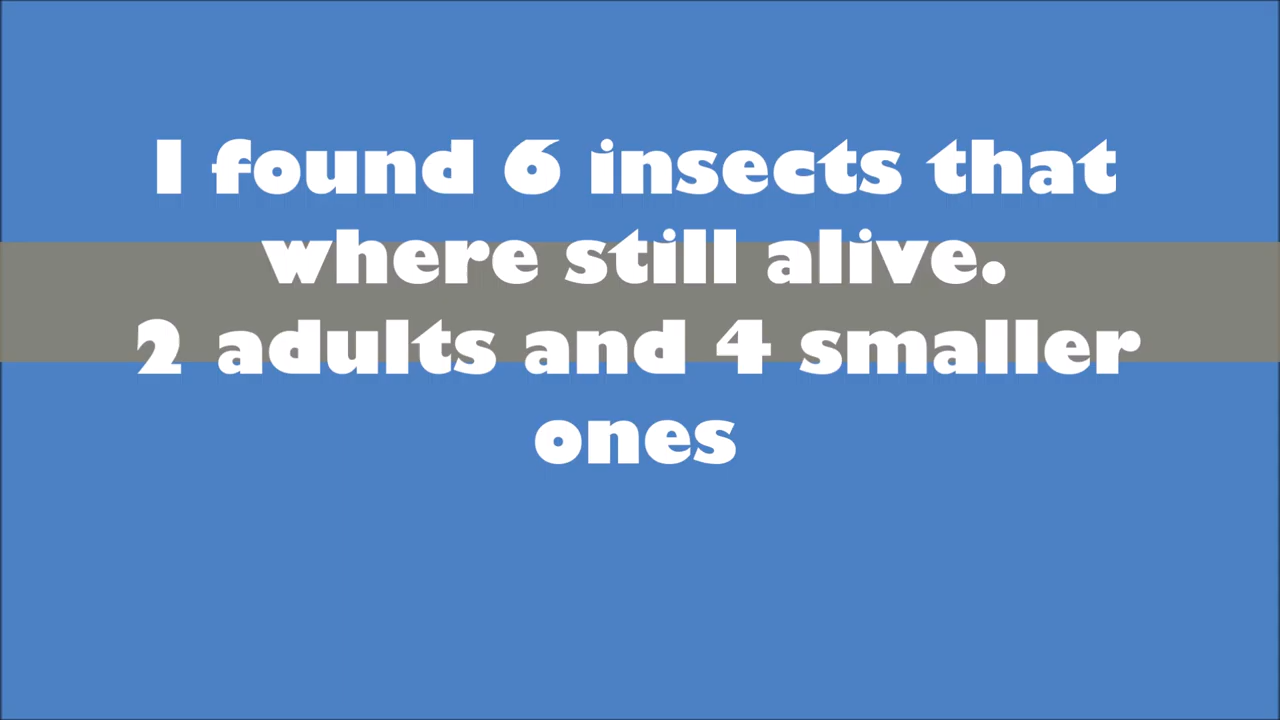 I found 6 insects that
where still alive.
2 adults and 4 smaller
ones